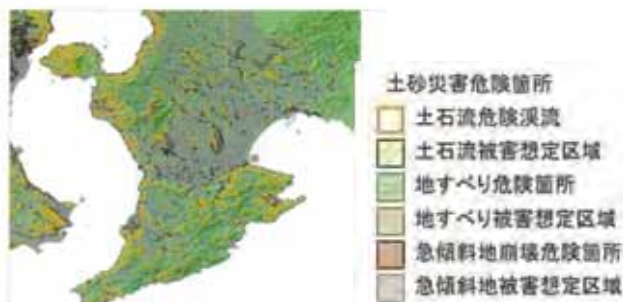 土砂災害危険箇所
土石流危険渓流
土石流被害想定区域
地すべり危険箇所
地すべり被害想定区域
急傾斜地崩壊危険箇所
急傾斜地被害想定区域